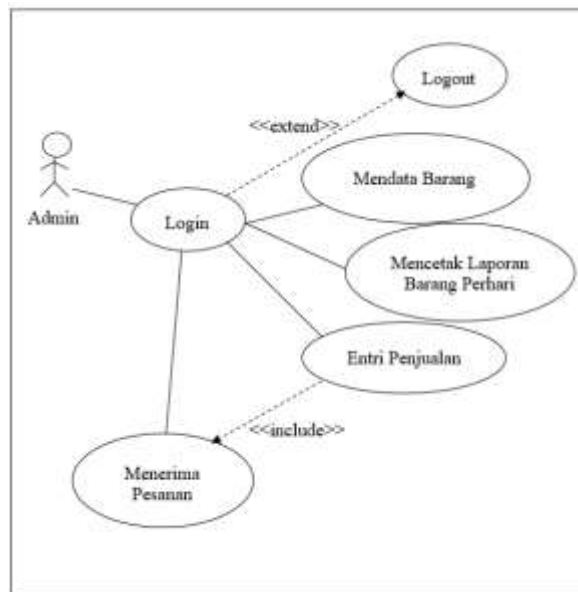 Logout
<<extend>>
Mendata Barang
Admin
Login
Mencetak Laporan
Barang Perhari
Entri Penjualan
<<include>>
Menerima
Pesanan